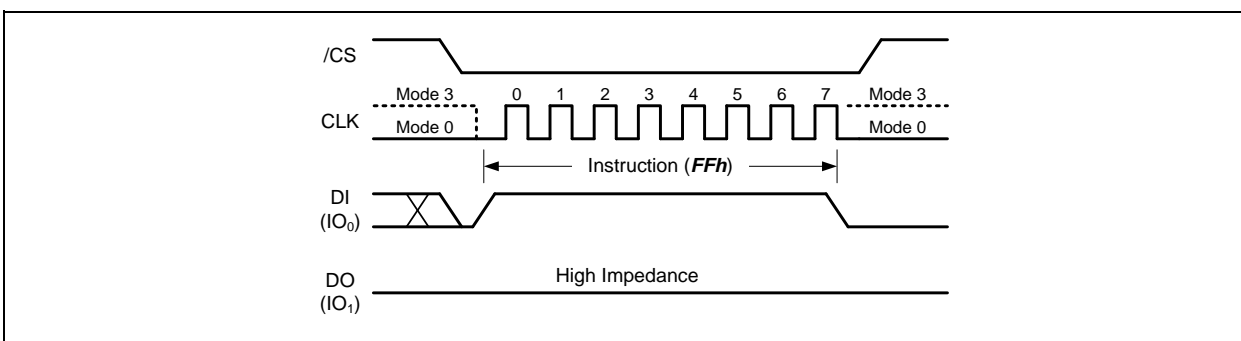 /CS
Mode 3 0 1 2 3 4 5 6 7 Mode 3
CLK
Mode 0 Mode 0
Instruction (FFh)
DI
(IO₀)
High Impedance
DO
(IO₁)